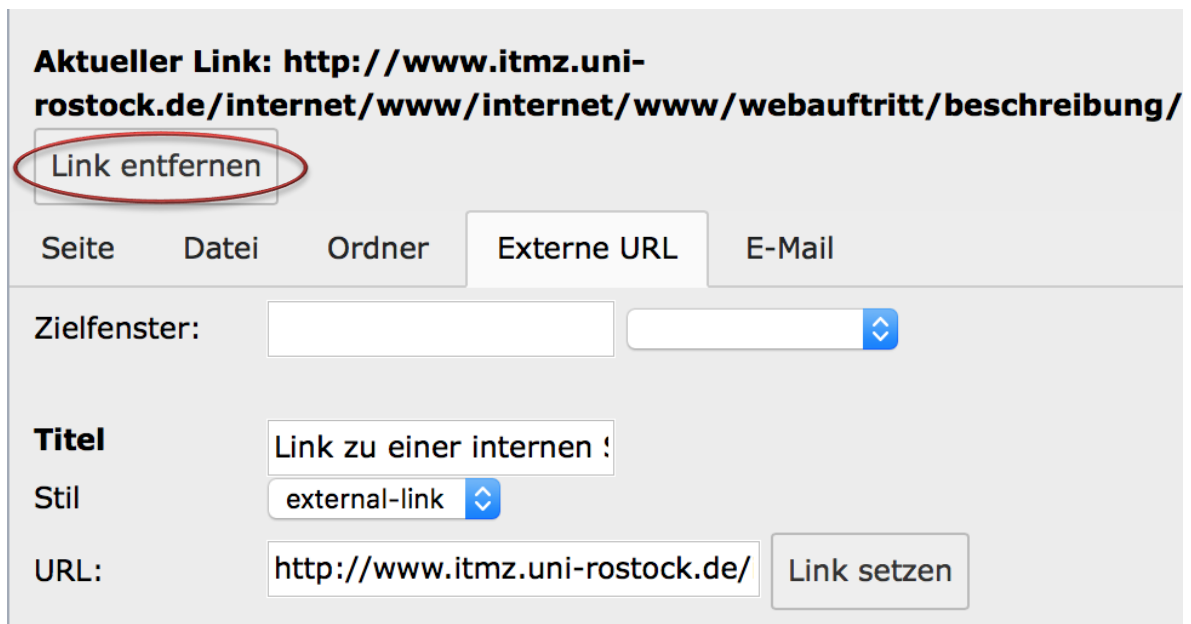 Aktueller Link: http://www.itmz.uni-
rostock.de/internet/www/internet/www/webauftritt/beschreibung/
Link entfernen
Seite Datei Ordner Externe URL E-Mail
Zielfenster:
Titel Link zu einer internen
Stil external-link
URL: http://www.itmz.uni-rostock.de/ Link setzen